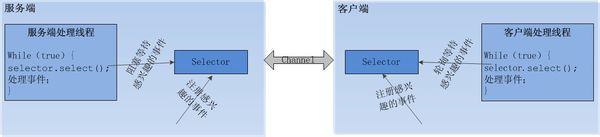 服务端
服务端处理线程
While（true）{
selector.select();
处理事件；
}
阻塞等待
感兴趣的事件
Selector
注册感兴
趣的事件
Channel
客户端
Selector
轮询等待
感兴趣的事件
注册感兴
趣的事件
客户端处理线程
While（true）{
selector.select();
处理事件；
}